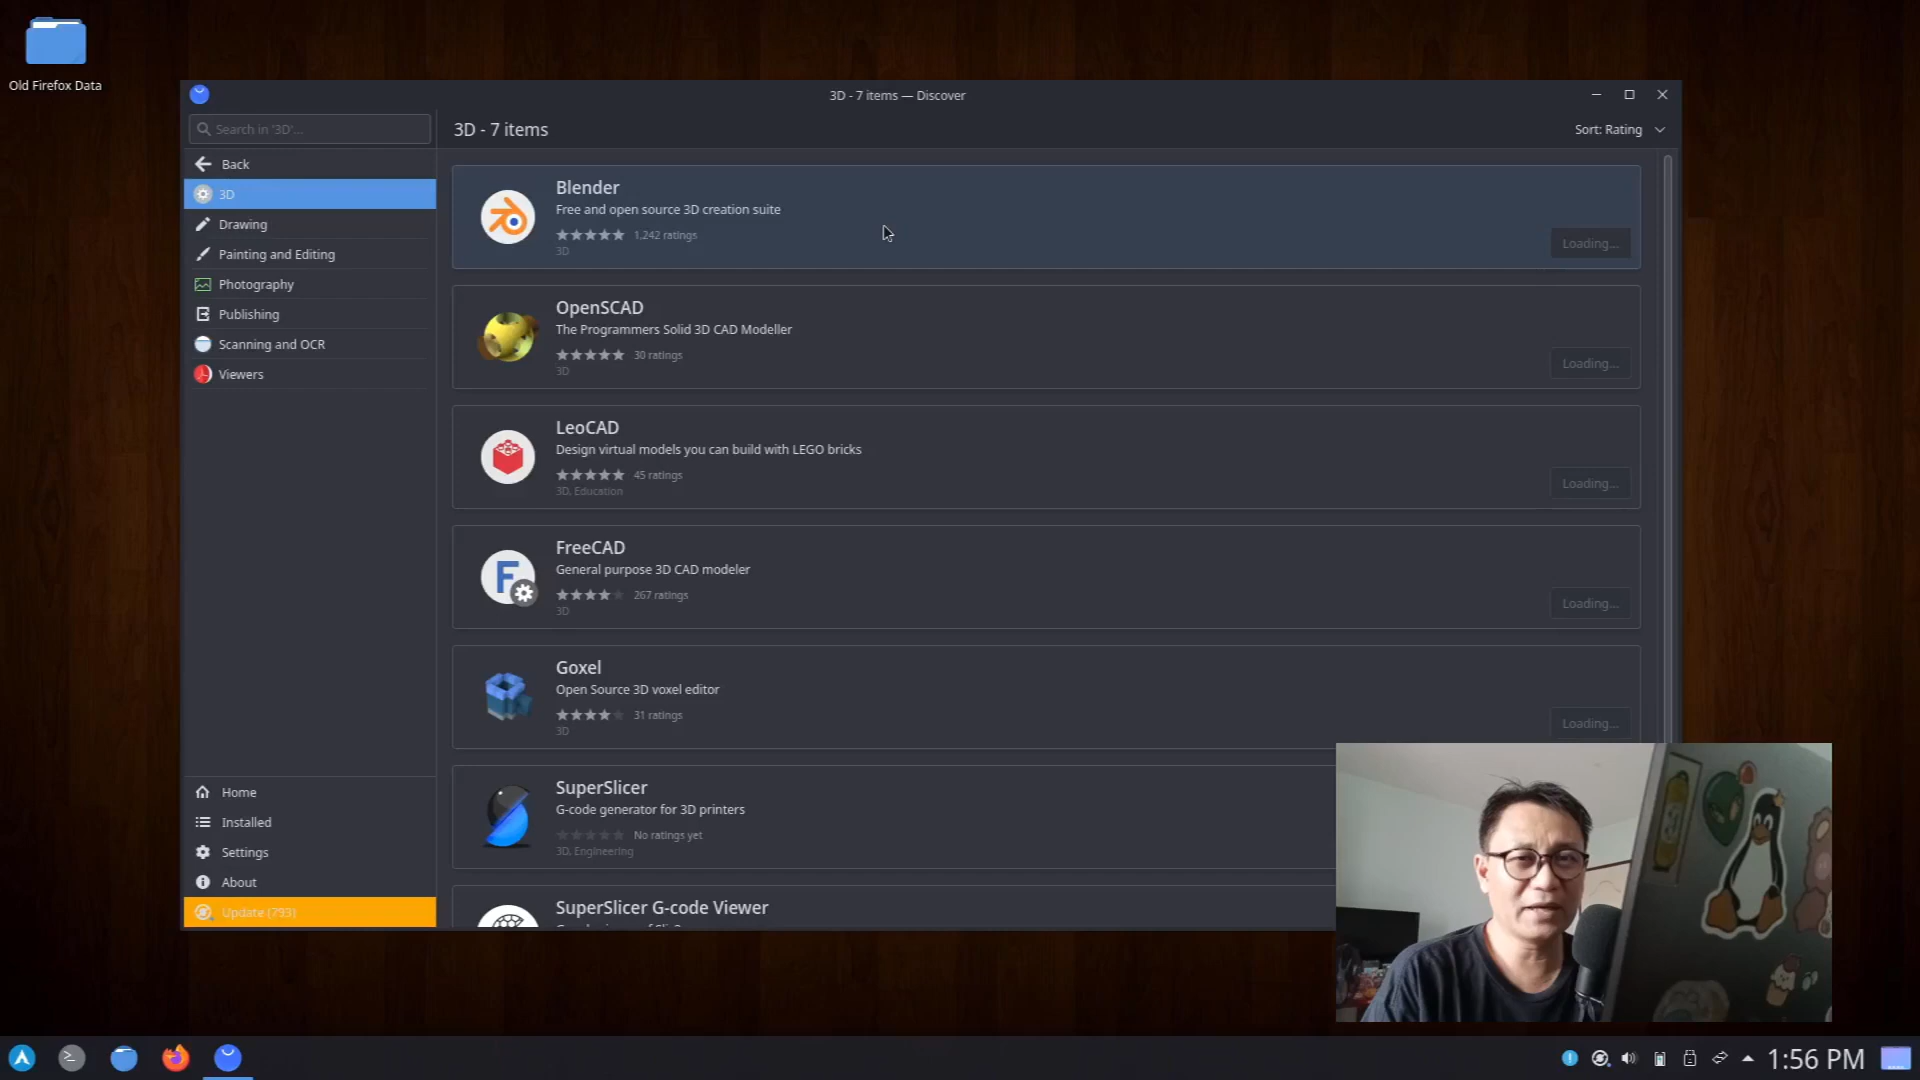 Old Firefox Data
3D - 7 items — Discover
Search in '3D'...
3D - 7 items
Sort: Rating
Back
3D
Drawing
Painting and Editing
Photography
Publishing
Scanning and OCR
Viewers
Home
Installed
Settings
About
Update (793)
Blender
Free and open source 3D creation suite
1,242 ratings
3D
Loading...
OpenSCAD
The Programmers Solid 3D CAD Modeller
30 ratings
3D
Loading...
LeoCAD
Design virtual models you can build with LEGO bricks
45 ratings
3D, Education
Loading...
FreeCAD
General purpose 3D CAD modeler
267 ratings
3D
Loading...
Goxel
Open Source 3D voxel editor
31 ratings
3D
Loading...
SuperSlicer
G-code generator for 3D printers
No ratings yet
3D, Engineering
SuperSlicer G-code Viewer
1:56 PM